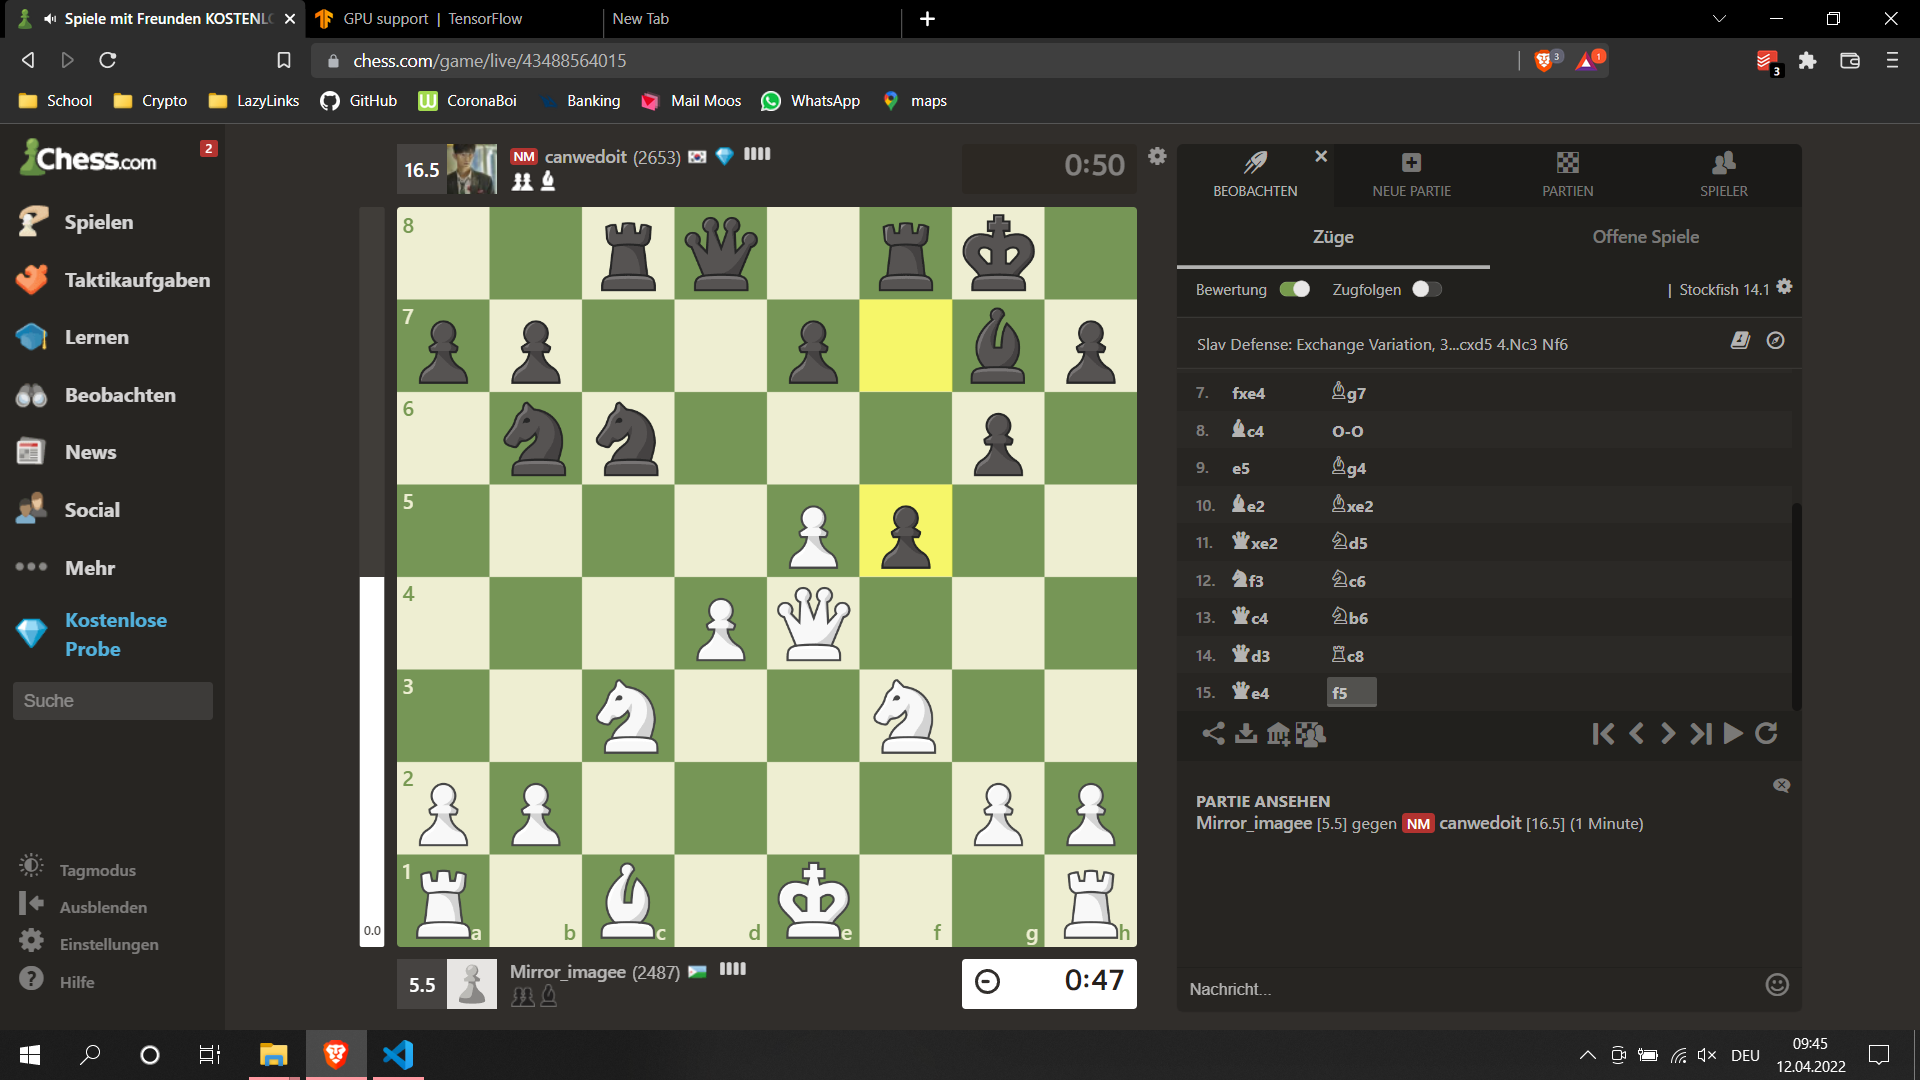 Spiele mit Freunden KOSTENLO
GPU support | TensorFlow
New Tab
chess.com/game/live/43488564015
3
1
3
School
Crypto
LazyLinks
GitHub
CoronaBoi
Banking
Mail Moos
WhatsApp
maps
Chess.com
2
Spielen
Taktikaufgaben
Lernen
Beobachten
News
Social
Mehr
Kostenlose
Probe
Suche
Tagmodus
Ausblenden
Einstellungen
Hilfe
16.5
NM canwedoit (2653)
0:50
8
7
6
5
4
3
2
1
a b c d e f g h
0.0
5.5
Mirror_imagee (2487)
0:47
BEOBACHTEN
NEUE PARTIE
PARTIEN
SPIELER
Züge
Offene Spiele
Bewertung
Zugfolgen
| Stockfish 14.1
Slav Defense: Exchange Variation, 3...cxd5 4.Nc3 Nf6
7. fxe4 g7
8. c4 O-O
9. e5 g4
10. e2 xe2
11. xe2 d5
12. f3 c6
13. c4 b6
14. d3 c8
15. e4 f5
PARTIE ANSEHEN
Mirror_imagee [5.5] gegen NM canwedoit [16.5] (1 Minute)
Nachricht...
DEU
09:45
12.04.2022